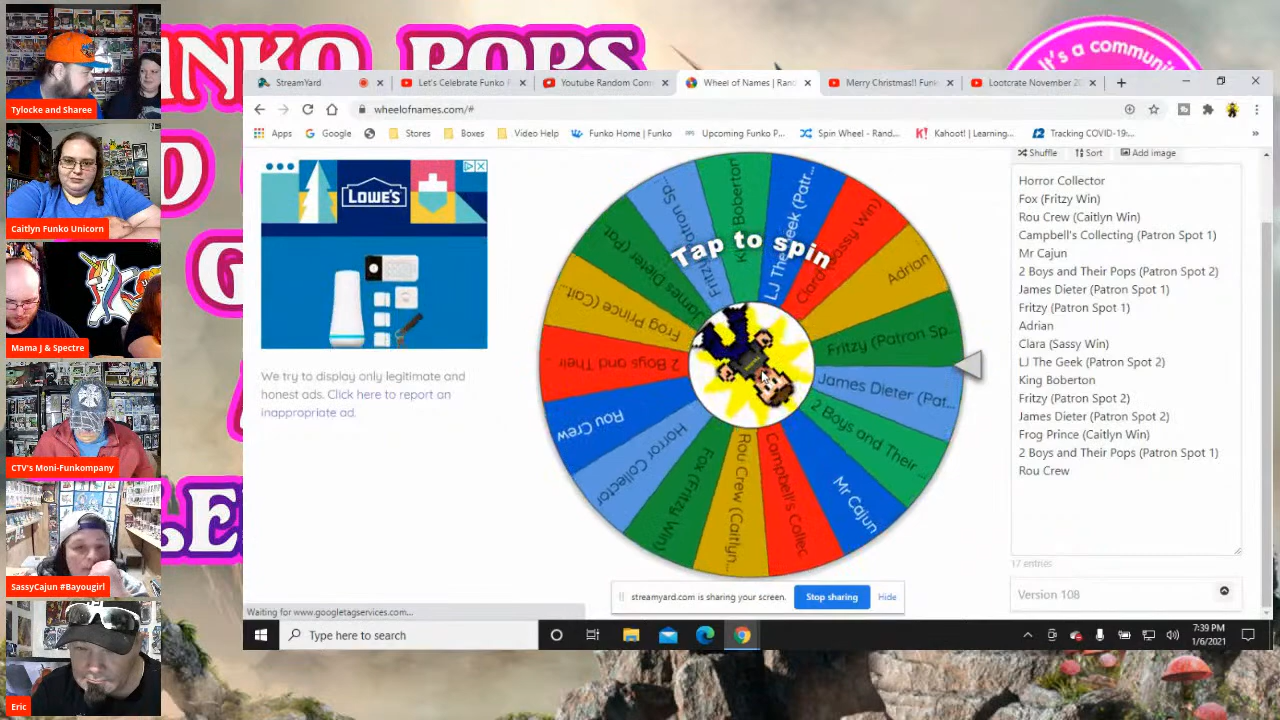 FUNKO POPS
It's a community
Tylocke and Sharee
Caitlyn Funko Unicorn
Mama J & Spectre
CTV's Moni-Funkompany
SassyCajun #Bayougirl
Eric
StreamYard
Let's Celebrate Funko
Youtube Random Com
Wheel of Names | Ran
Merry Christmas!! Funk
Lootcrate November 20
wheelofnames.com/#
Apps
Google
Stores
Boxes
Video Help
Funko Home | Funko
Upcoming Funko P...
Spin Wheel - Rand...
Kahoot! | Learning...
Tracking COVID-19:...
LOWE'S
We try to display only legitimate and
honest ads. Click here to report an
inappropriate ad.
Tap to spin
King Boberton
LJ The Geek (Patr...
Clara (Sassy Win)
Adrian
Fritzy (Patron Sp...
James Dieter (Pat...
2 Boys and Their ...
Mr Cajun
Campbell's Collec...
Rou Crew (Caitlyn...
Fox (Fritzy Win)
Horror Collector
Rou Crew
2 Boys and Their ...
Frog Prince (Cait...
James Dieter (Pat...
Fritzy (Patron Sp...
Shuffle
Sort
Add image
Horror Collector
Fox (Fritzy Win)
Rou Crew (Caitlyn Win)
Campbell's Collecting (Patron Spot 1)
Mr Cajun
2 Boys and Their Pops (Patron Spot 2)
James Dieter (Patron Spot 1)
Fritzy (Patron Spot 1)
Adrian
Clara (Sassy Win)
LJ The Geek (Patron Spot 2)
King Boberton
Fritzy (Patron Spot 2)
James Dieter (Patron Spot 2)
Frog Prince (Caitlyn Win)
2 Boys and Their Pops (Patron Spot 1)
Rou Crew
17 entries
Version 108
streamyard.com is sharing your screen.
Stop sharing
Hide
Waiting for www.googletagservices.com...
Type here to search
7:39 PM
1/6/2021